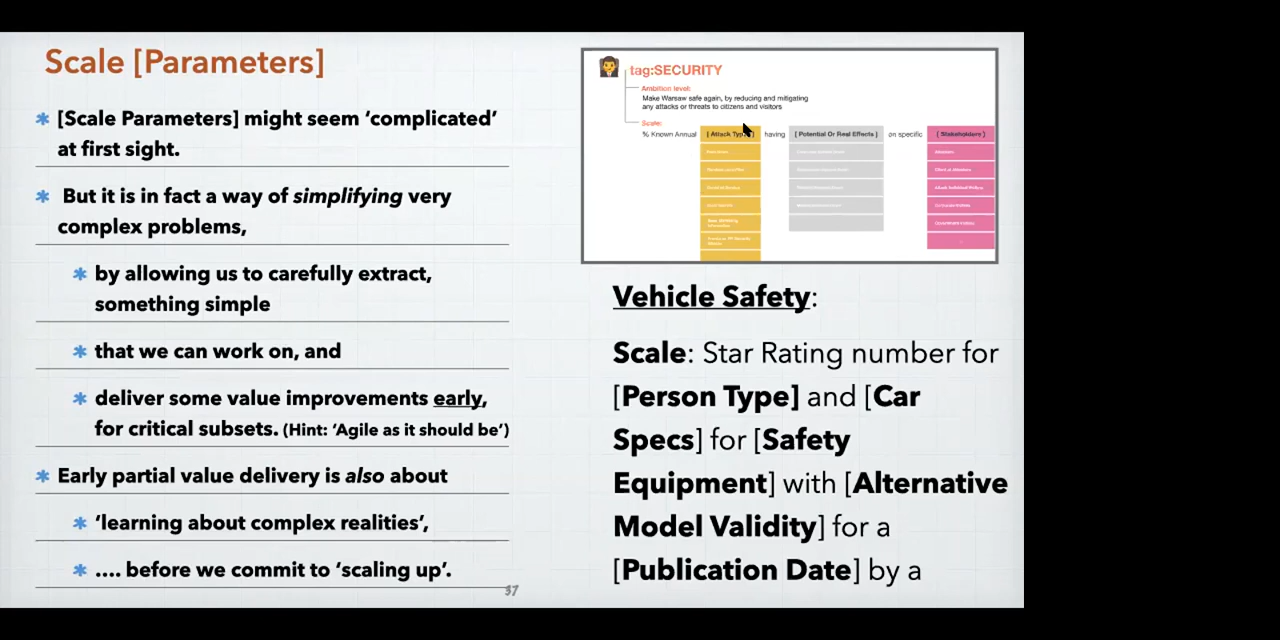 Scale [Parameters]
[Scale Parameters] might seem ‘complicated’
at first sight.
But it is in fact a way of simplifying very
complex problems,
by allowing us to carefully extract,
something simple
that we can work on, and
deliver some value improvements early,
for critical subsets. (Hint: ‘Agile as it should be’)
Early partial value delivery is also about
‘learning about complex realities’,
…. before we commit to ‘scaling up’.
37
tag:SECURITY
Ambition level:
Make Warsaw safe again, by reducing and mitigating
any attacks or threats to citizens and visitors
Scale:
% Known Annual [ Attack Typ ] having [ Potential Or Real Effects ] on specific [ Stakeholders ]
Vehicle Safety:
Scale: Star Rating number for
[Person Type] and [Car
Specs] for [Safety
Equipment] with [Alternative
Model Validity] for a
[Publication Date] by a